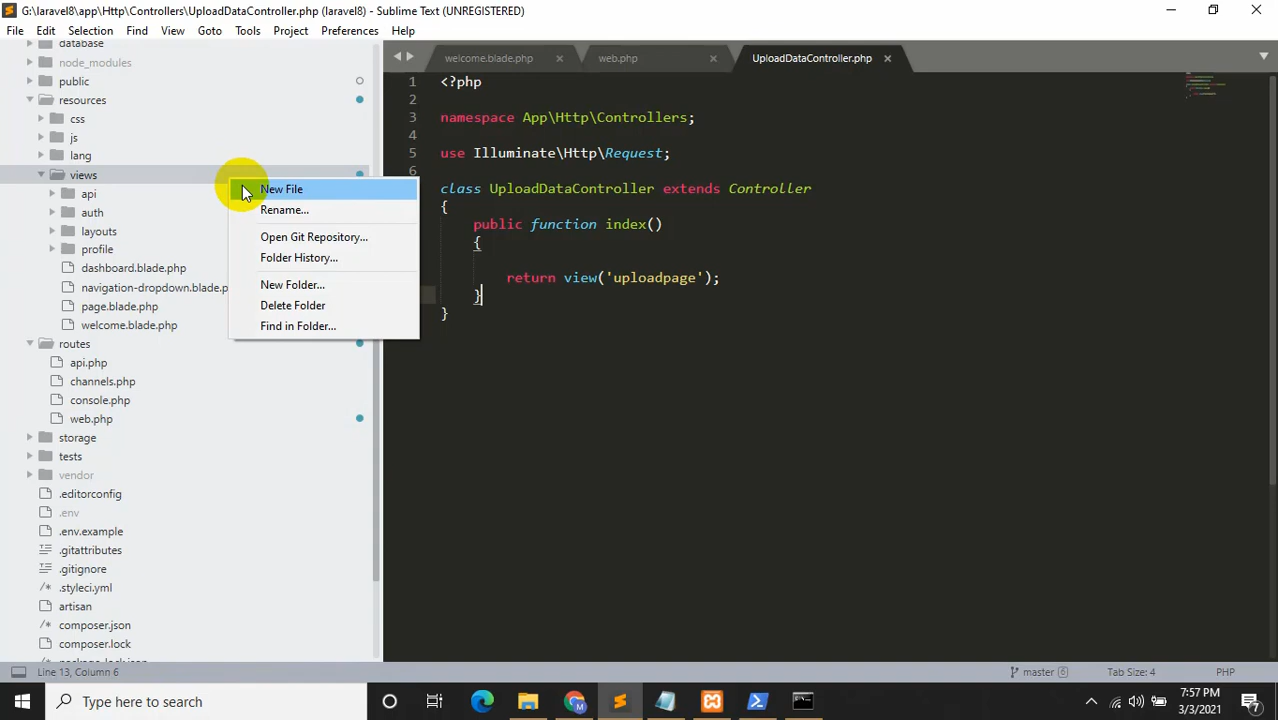 G:\laravel8\app\Http\Controllers\UploadDataController.php (laravel8) - Sublime Text (UNREGISTERED)
File Edit Selection Find View Goto Tools Project Preferences Help
database
node_modules
public
resources
css
js
lang
views
api
auth
layouts
profile
dashboard.blade.php
navigation-dropdown.blade.p
page.blade.php
welcome.blade.php
routes
api.php
channels.php
console.php
web.php
storage
tests
vendor
.editorconfig
.env
.env.example
.gitattributes
.gitignore
.styleci.yml
artisan
composer.json
composer.lock
package-lock.json
New File
Rename...
Open Git Repository...
Folder History...
New Folder...
Delete Folder
Find in Folder...
welcome.blade.php × web.php × UploadDataController.php ×
1 <?php
2
3 namespace App\Http\Controllers;
4
5 use Illuminate\Http\Request;
6
class UploadDataController extends Controller
{
public function index()
{
return view('uploadpage');
}
}
Line 13, Column 6 master 6 Tab Size: 4 PHP
Type here to search
7:57 PM
3/3/2021
7